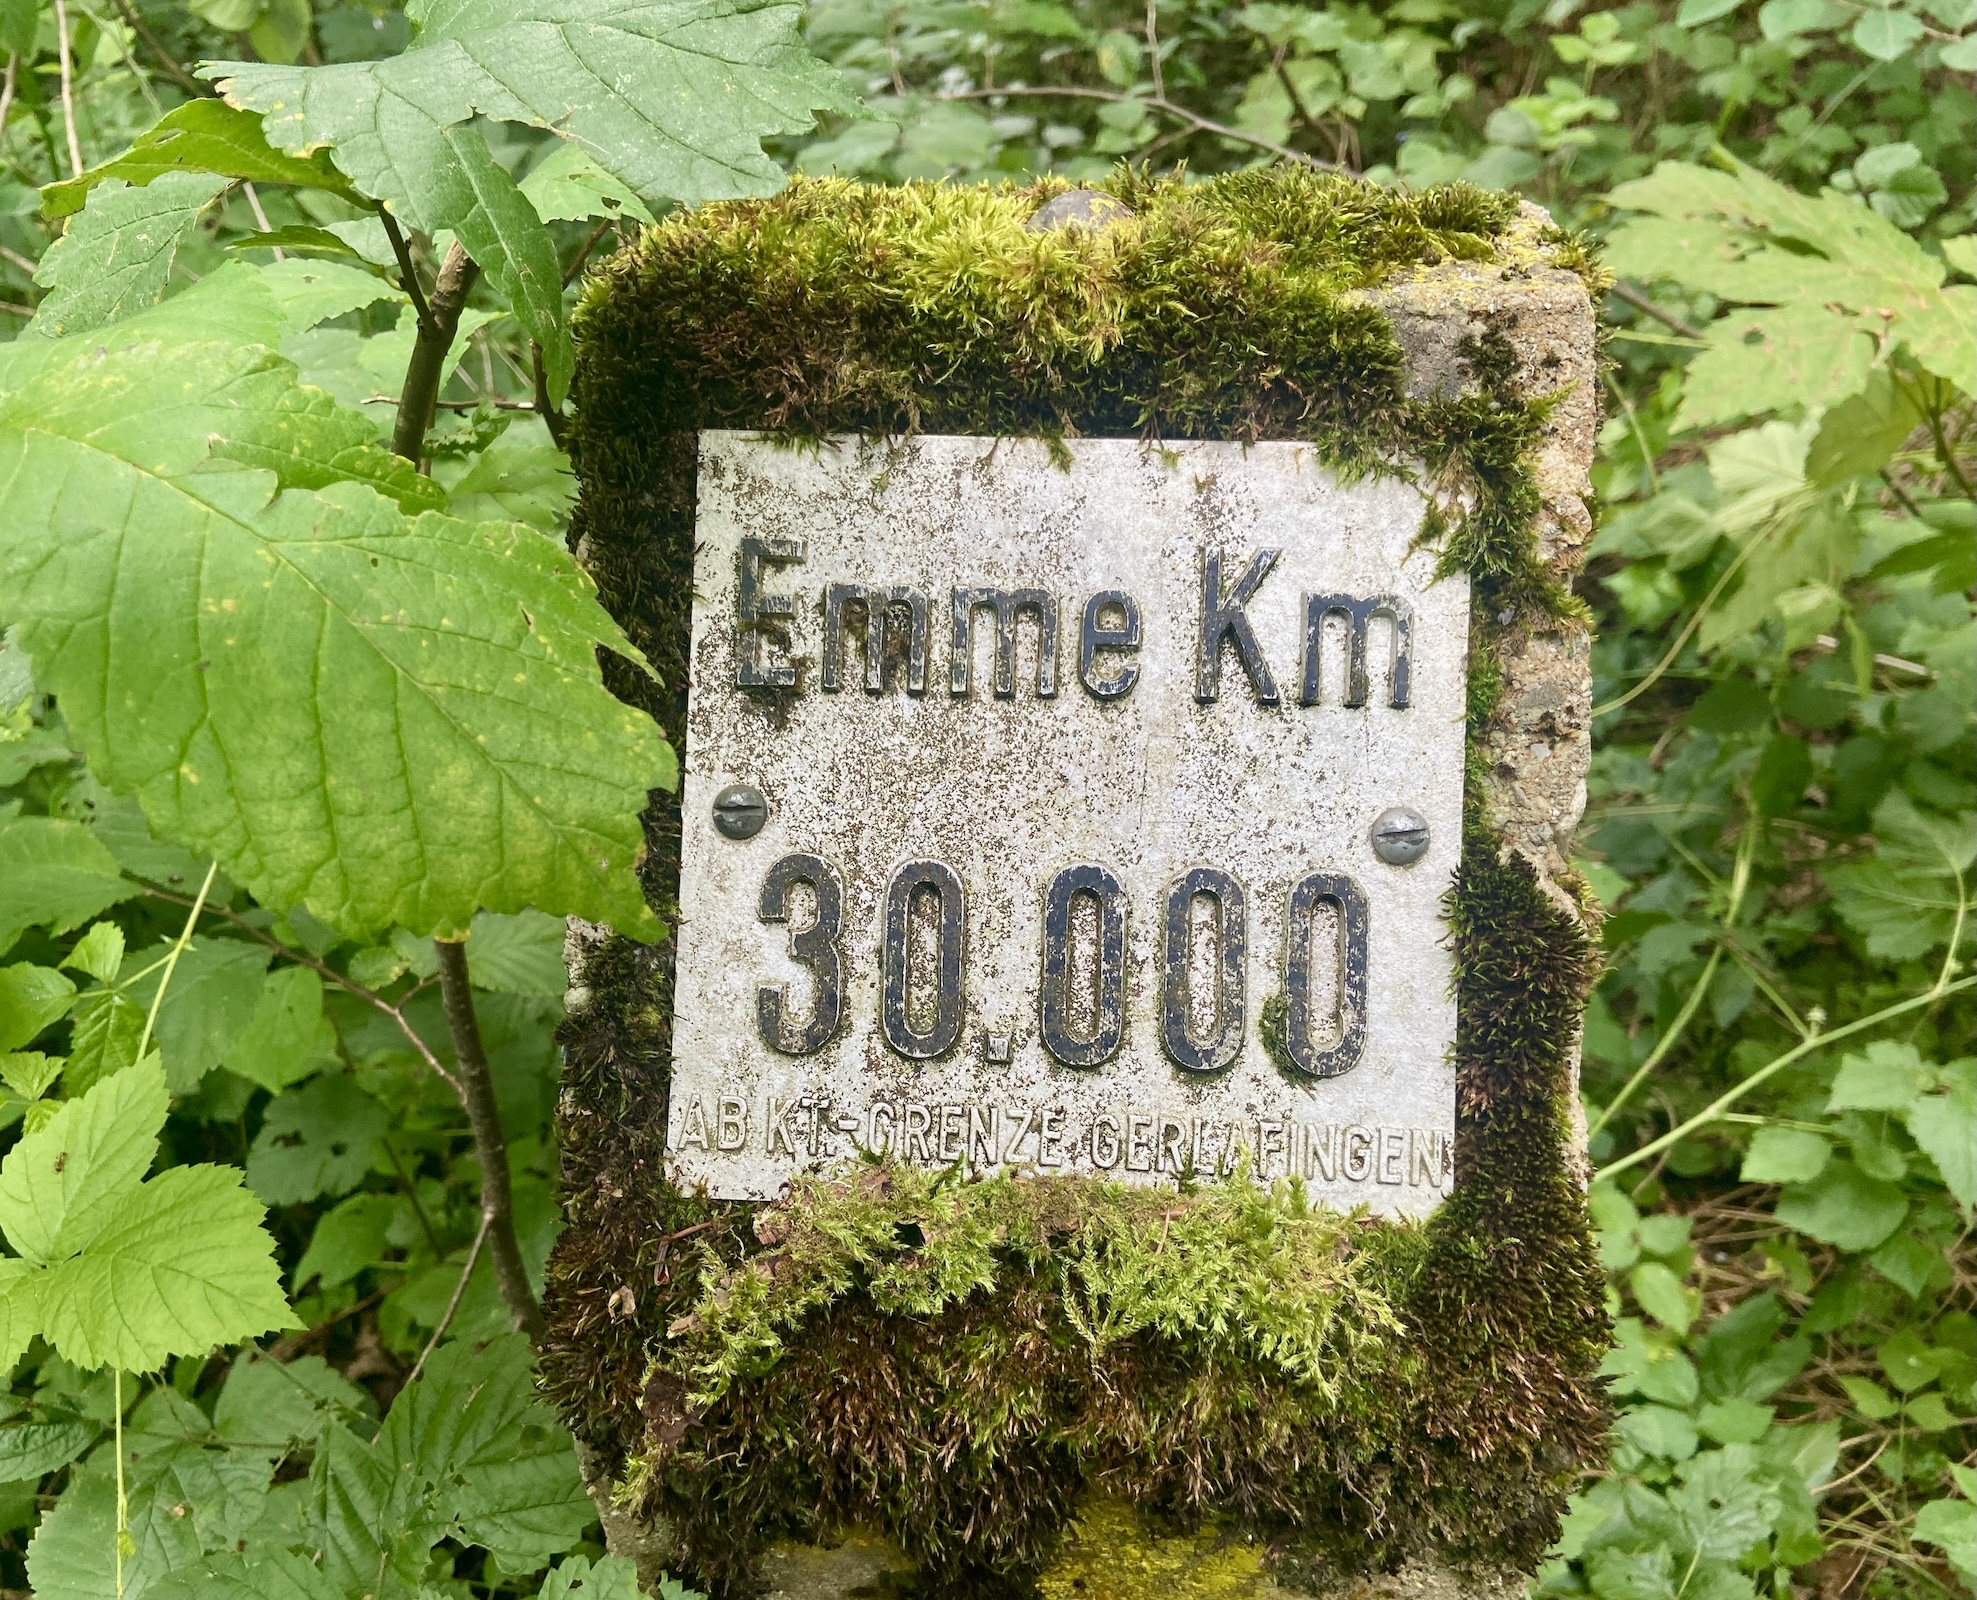 Emme Km
30.000
AB KT.-GRENZE GERLAFINGEN